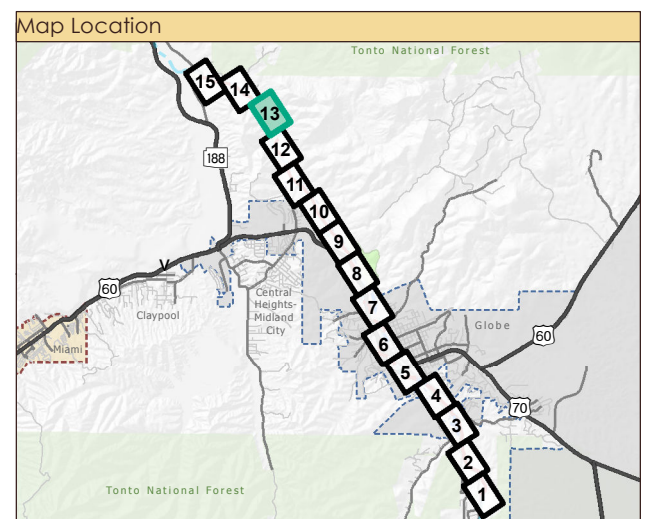 Map Location
Tonto National Forest
15
14
13
12
188
11
10
9
8
60
Central
Heights-
Midland
City
Claypool
7
Globe
60
6
Miami
5
4
70
3
2
Tonto National Forest
1